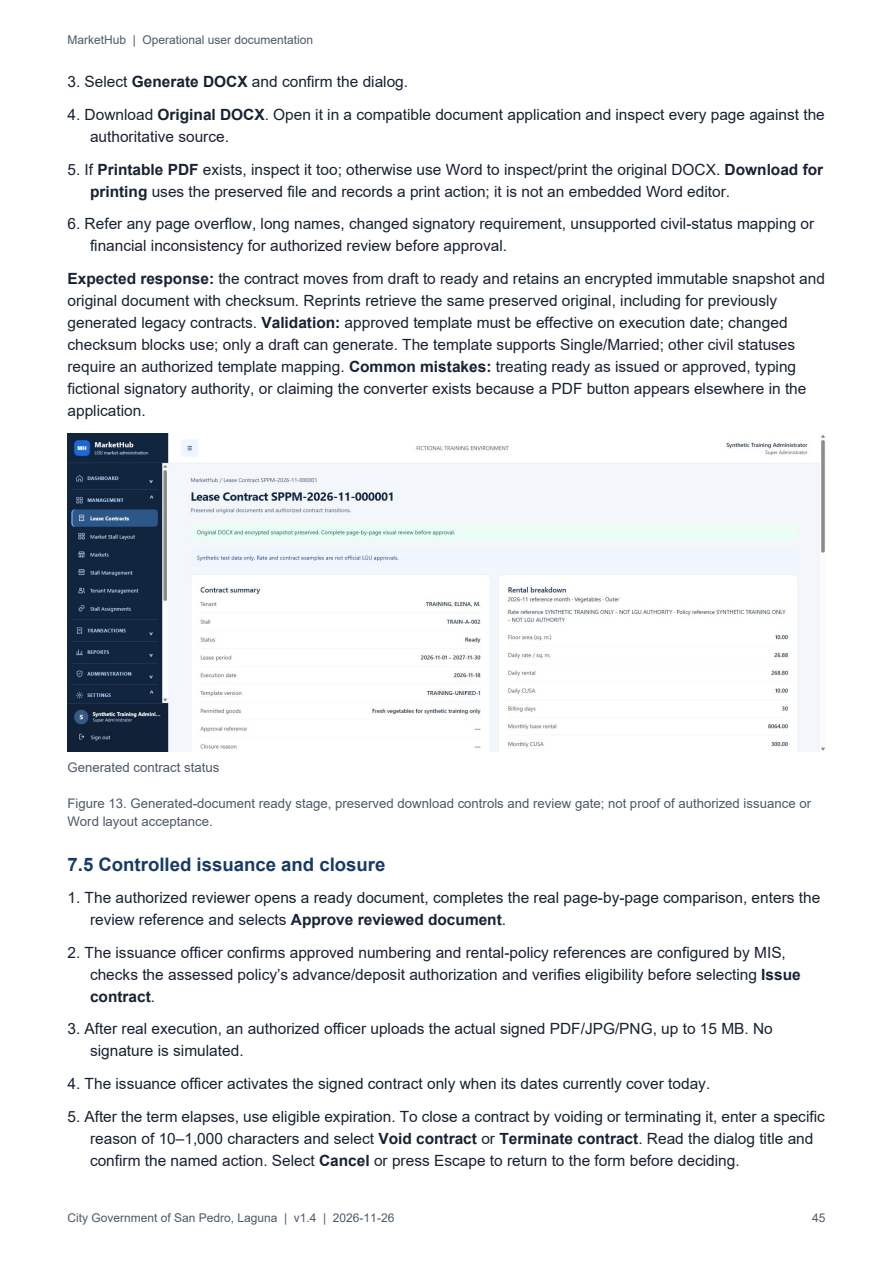 MarketHub | Operational user documentation
3. Select Generate DOCX and confirm the dialog.
4. Download Original DOCX. Open it in a compatible document application and inspect every page against the
authoritative source.
5. If Printable PDF exists, inspect it too; otherwise use Word to inspect/print the original DOCX. Download for
printing uses the preserved file and records a print action; it is not an embedded Word editor.
6. Refer any page overflow, long names, changed signatory requirement, unsupported civil-status mapping or
financial inconsistency for authorized review before approval.
Expected response: the contract moves from draft to ready and retains an encrypted immutable snapshot and
original document with checksum. Reprints retrieve the same preserved original, including for previously
generated legacy contracts. Validation: approved template must be effective on execution date; changed
checksum blocks use; only a draft can generate. The template supports Single/Married; other civil statuses
require an authorized template mapping. Common mistakes: treating ready as issued or approved, typing
fictional signatory authority, or claiming the converter exists because a PDF button appears elsewhere in the
application.
MH MarketHub
LGU market administration
DASHBOARD
MANAGEMENT
Lease Contracts
Market Stall Layout
Markets
Stall Management
Tenant Management
Stall Assignments
TRANSACTIONS
REPORTS
ADMINISTRATION
SETTINGS
S Synthetic Training Admini...
Super Administrator
Sign out
FICTIONAL TRAINING ENVIRONMENT
Synthetic Training Administrator
Super Administrator
MarketHub / Lease Contract SPPM-2026-11-000001
Lease Contract SPPM-2026-11-000001
Preserved original documents and authorized contract transitions.
Original DOCX and encrypted snapshot preserved. Complete page-by-page visual review before approval.
Synthetic test data only. Rate and contract examples are not official LGU approvals.
Contract summary
Tenant TRAINING, ELENA, M.
Stall TRAIN-A-002
Status Ready
Lease period 2026-11-01 – 2027-11-30
Execution date 2026-11-18
Template version TRAINING-UNIFIED-1
Permitted goods Fresh vegetables for synthetic training only
Approval reference —
Closure reason —
Rental breakdown
2026-11 reference month · Vegetables · Outer
Rate reference SYNTHETIC TRAINING ONLY - NOT LGU AUTHORITY · Policy reference SYNTHETIC TRAINING ONLY
- NOT LGU AUTHORITY
Floor area (sq. m.) 10.00
Daily rate / sq. m. 26.88
Daily rental 268.80
Daily CUSA 10.00
Billing days 30
Monthly base rental 8064.00
Monthly CUSA 300.00
Generated contract status
Figure 13. Generated-document ready stage, preserved download controls and review gate; not proof of authorized issuance or
Word layout acceptance.
7.5 Controlled issuance and closure
1. The authorized reviewer opens a ready document, completes the real page-by-page comparison, enters the
review reference and selects Approve reviewed document.
2. The issuance officer confirms approved numbering and rental-policy references are configured by MIS,
checks the assessed policy’s advance/deposit authorization and verifies eligibility before selecting Issue
contract.
3. After real execution, an authorized officer uploads the actual signed PDF/JPG/PNG, up to 15 MB. No
signature is simulated.
4. The issuance officer activates the signed contract only when its dates currently cover today.
5. After the term elapses, use eligible expiration. To close a contract by voiding or terminating it, enter a specific
reason of 10–1,000 characters and select Void contract or Terminate contract. Read the dialog title and
confirm the named action. Select Cancel or press Escape to return to the form before deciding.
City Government of San Pedro, Laguna | v1.4 | 2026-11-26
45